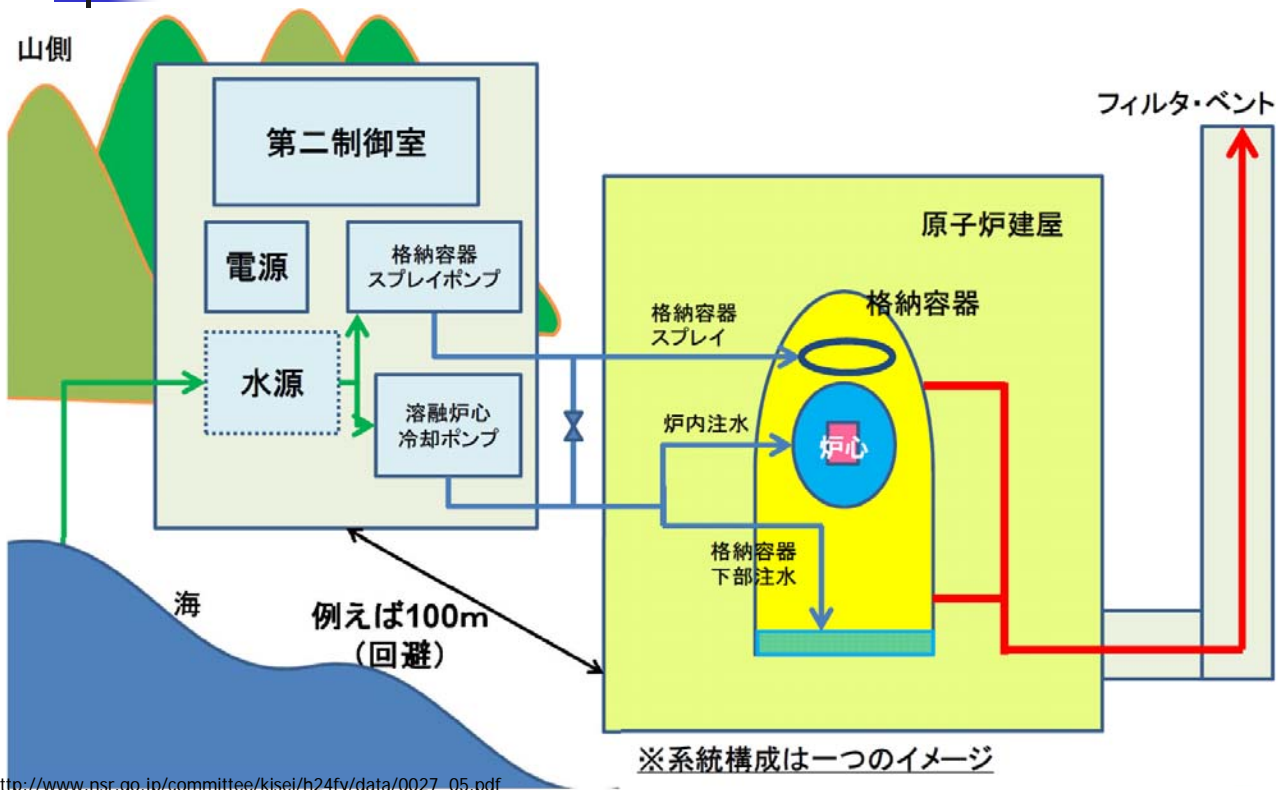 山側
フィルタ・ベント
第二制御室
原子炉建屋
電源
格納容器
スプレイポンプ
格納容器
格納容器
スプレイ
水源
溶融炉心
冷却ポンプ
炉内注水
炉心
格納容器
下部注水
海
例えば100m
（回避）
※系統構成は一つのイメージ
ttp://www.nsr.go.jp/committee/kisei/h24fy/data/0027_05.pdf